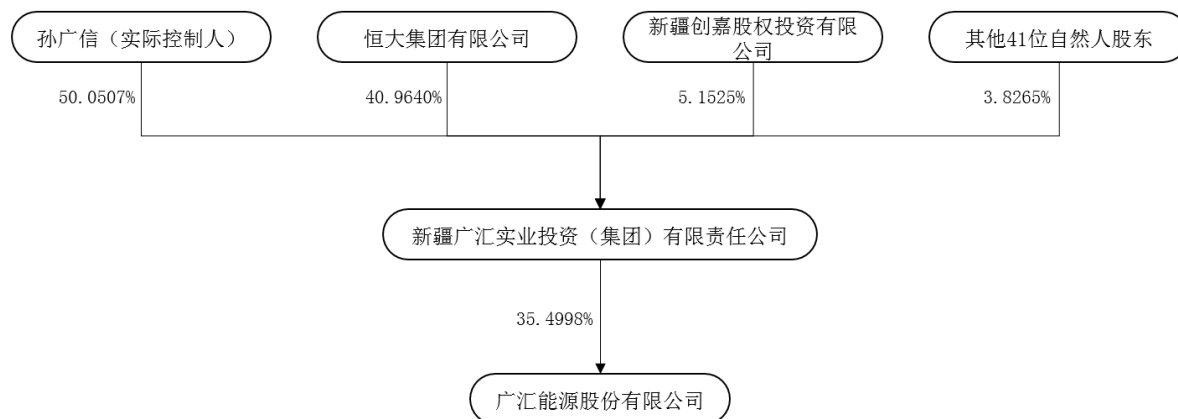 孙广信（实际控制人）
恒大集团有限公司
新疆创嘉股权投资有限
公司
其他41位自然人股东
50.0507%
40.9640%
5.1525%
3.8265%
新疆广汇实业投资（集团）有限责任公司
35.4998%
广汇能源股份有限公司